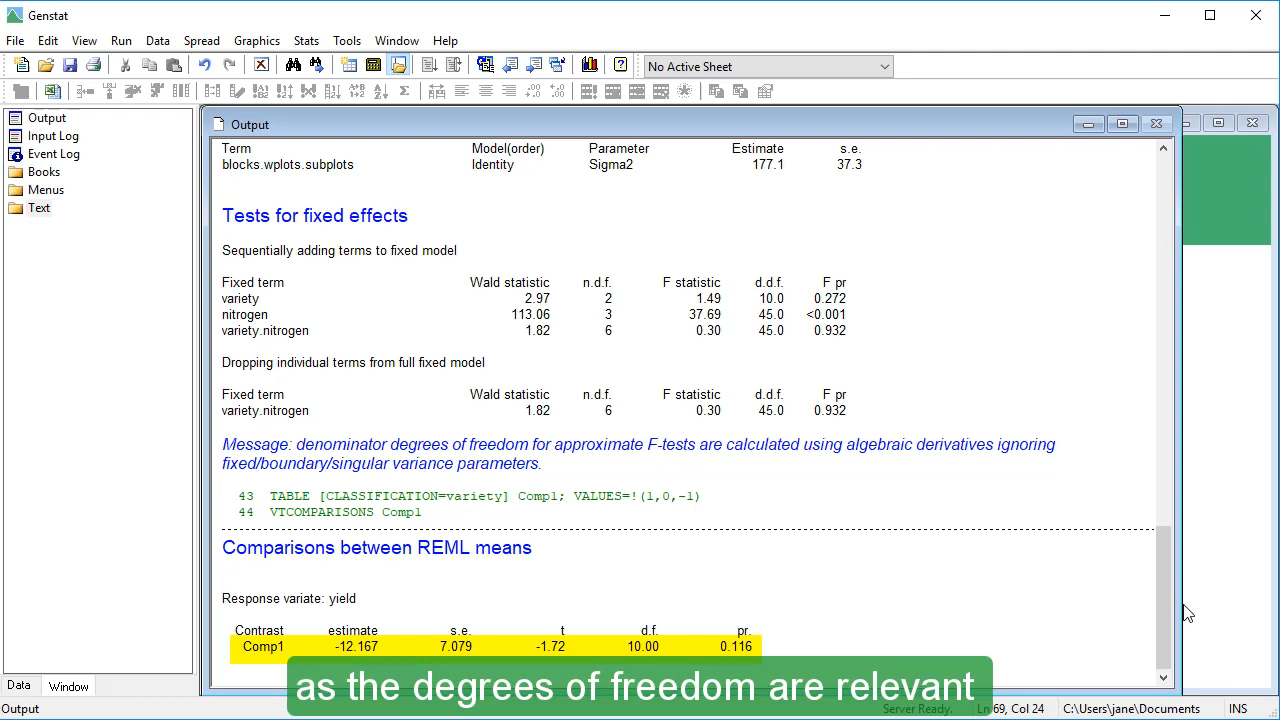 Genstat
File Edit View Run Data Spread Graphics Stats Tools Window Help
No Active Sheet
Output
Input Log
Event Log
Books
Menus
Text
Data Window
Output
Term Model(order) Parameter Estimate s.e.
blocks.wplots.subplots Identity Sigma2 177.1 37.3
Tests for fixed effects
Sequentially adding terms to fixed model
Fixed term Wald statistic n.d.f. F statistic d.d.f. F pr
variety 2.97 2 1.49 10.0 0.272
nitrogen 113.06 3 37.69 45.0 <0.001
variety.nitrogen 1.82 6 0.30 45.0 0.932
Dropping individual terms from full fixed model
Fixed term Wald statistic n.d.f. F statistic d.d.f. F pr
variety.nitrogen 1.82 6 0.30 45.0 0.932
Message: denominator degrees of freedom for approximate F-tests are calculated using algebraic derivatives ignoring
fixed/boundary/singular variance parameters.
43 TABLE [CLASSIFICATION=variety] Comp1; VALUES=!(1,0,-1)
44 VTCOMPARISONS Comp1
Comparisons between REML means
Response variate: yield
Contrast estimate s.e. t d.f. pr.
Comp1 -12.167 7.079 -1.72 10.00 0.116
as the degrees of freedom are relevant
Output Server Ready. Ln 69, Col 24 C:\Users\jane\Documents INS